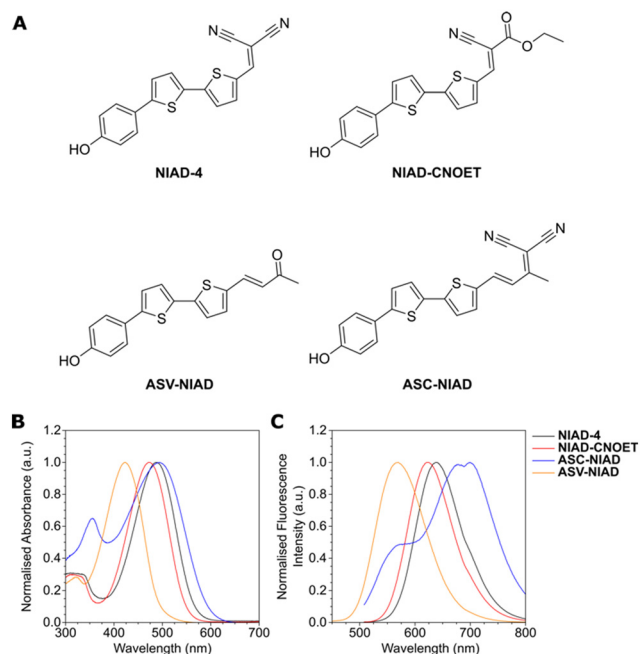 A
N
N
S
S
HO
NIAD-4
N
O
O
S
S
HO
NIAD-CNOET
O
S
S
HO
ASV-NIAD
N
N
S
S
HO
ASC-NIAD
B
Normalised Absorbance (a.u.)
1.2
1.0
0.8
0.6
0.4
0.2
0.0
300 400 500 600 700
Wavelength (nm)
C
Normalised Fluorescence
Intensity (a.u.)
1.2
1.0
0.8
0.6
0.4
0.2
0.0
500 600 700 800
Wavelength (nm)
NIAD-4
NIAD-CNOET
ASC-NIAD
ASV-NIAD